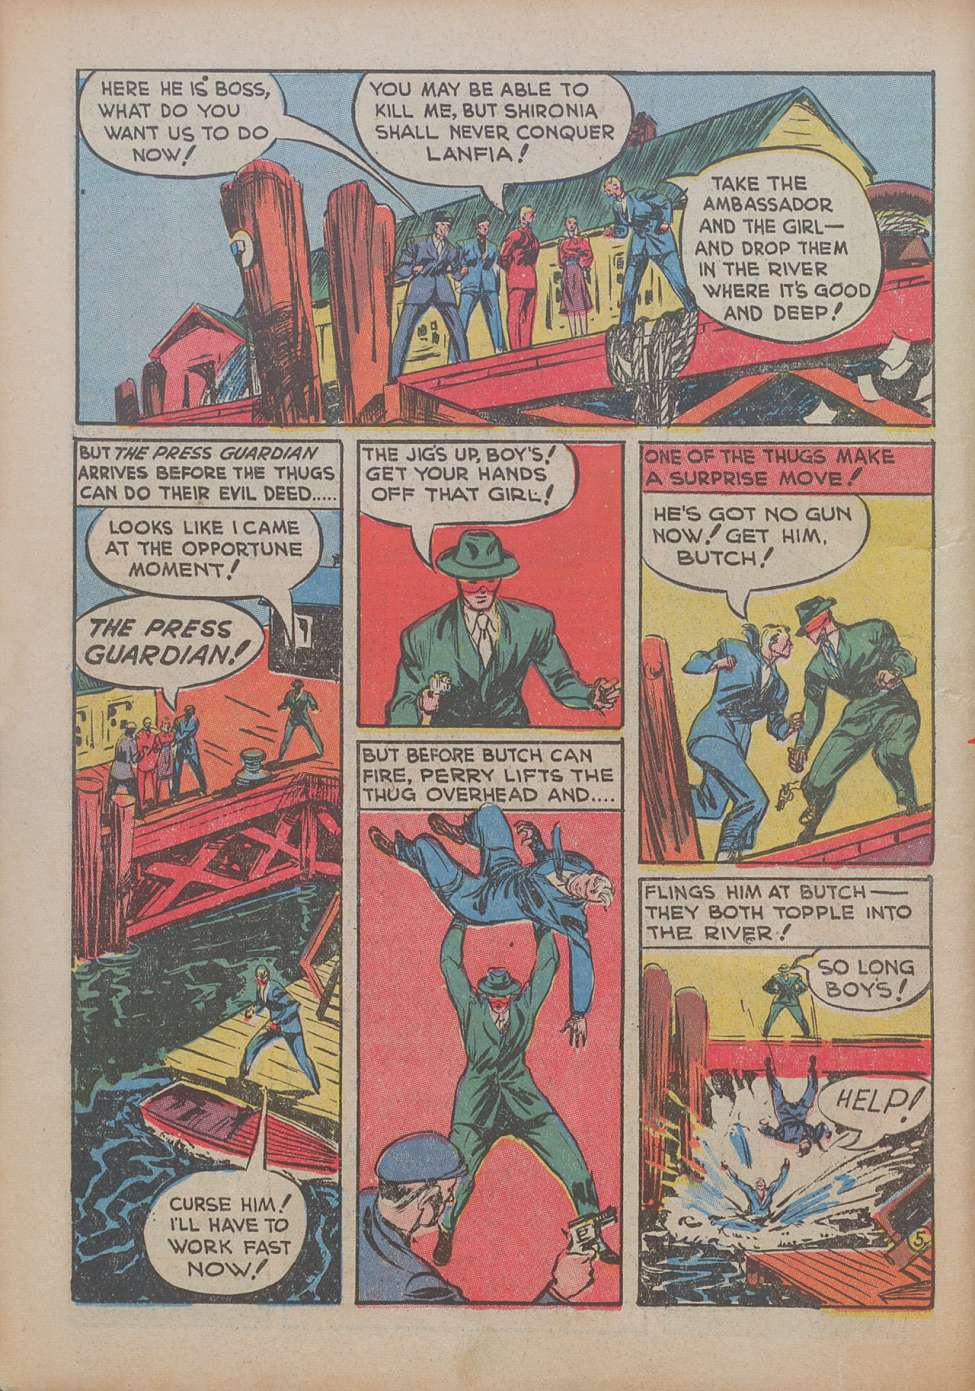 HERE HE IS BOSS,
WHAT DO YOU
WANT US TO DO
NOW!
YOU MAY BE ABLE TO
KILL ME, BUT SHIRONIA
SHALL NEVER CONQUER
LANFIA!
TAKE THE
AMBASSADOR
AND THE GIRL—
AND DROP THEM
IN THE RIVER
WHERE IT'S GOOD
AND DEEP!
BUT THE PRESS GUARDIAN
ARRIVES BEFORE THE THUGS
CAN DO THEIR EVIL DEED.....
LOOKS LIKE I CAME
AT THE OPPORTUNE
MOMENT!
THE PRESS
GUARDIAN!
CURSE HIM!
I'LL HAVE TO
WORK FAST
NOW!
THE JIG'S UP, BOY'S!
GET YOUR HANDS
OFF THAT GIRL!
ONE OF THE THUGS MAKE
A SURPRISE MOVE!
HE'S GOT NO GUN
NOW! GET HIM,
BUTCH!
BUT BEFORE BUTCH CAN
FIRE, PERRY LIFTS THE
THUG OVERHEAD AND....
FLINGS HIM AT BUTCH—
THEY BOTH TOPPLE INTO
THE RIVER!
SO LONG
BOY'S!
HELP!
5